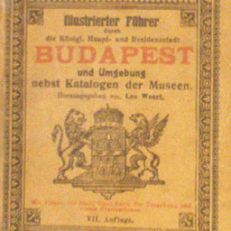 Illustrierter Führer
durch
die Königl. Haupt- und Residenzstadt
BUDAPEST
und Umgebung
nebst Katalogen der Museen.
Herausgegeben von Leo
VII. Auflage.